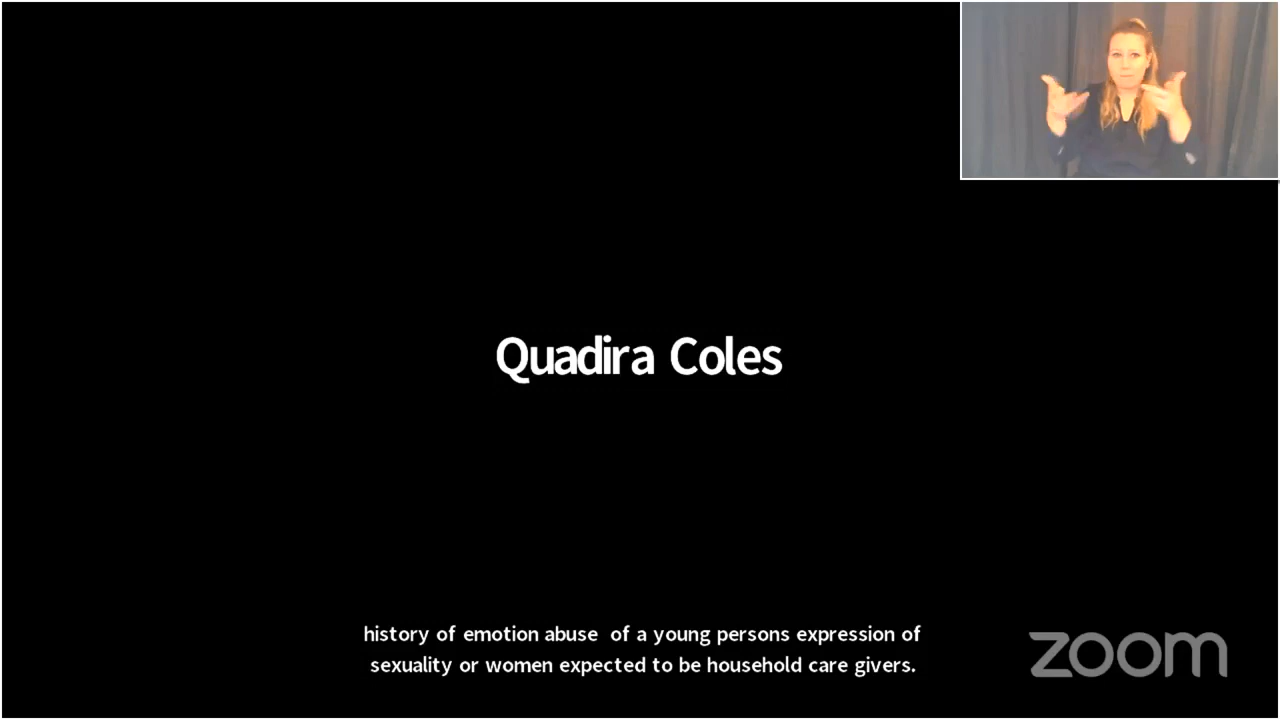 Quadira Coles
history of emotion abuse  of a young persons expression of
sexuality or women expected to be household care givers.
zoom